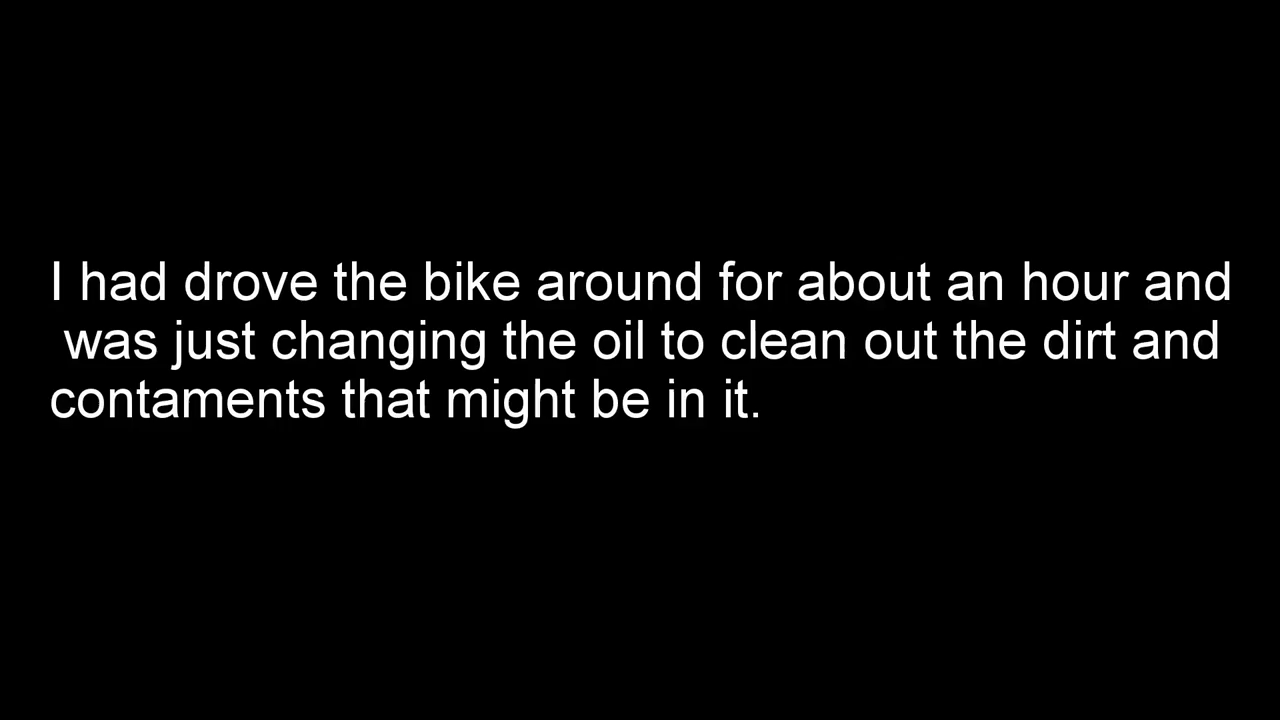 I had drove the bike around for about an hour and
was just changing the oil to clean out the dirt and
contaments that might be in it.